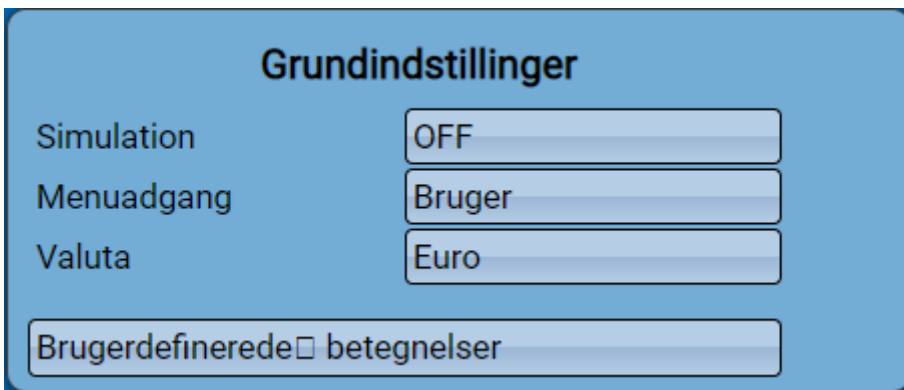 Grundindstillinger
Simulation OFF
Menuadgang Bruger
Valuta Euro
Brugerdefinerede□ betegnelser